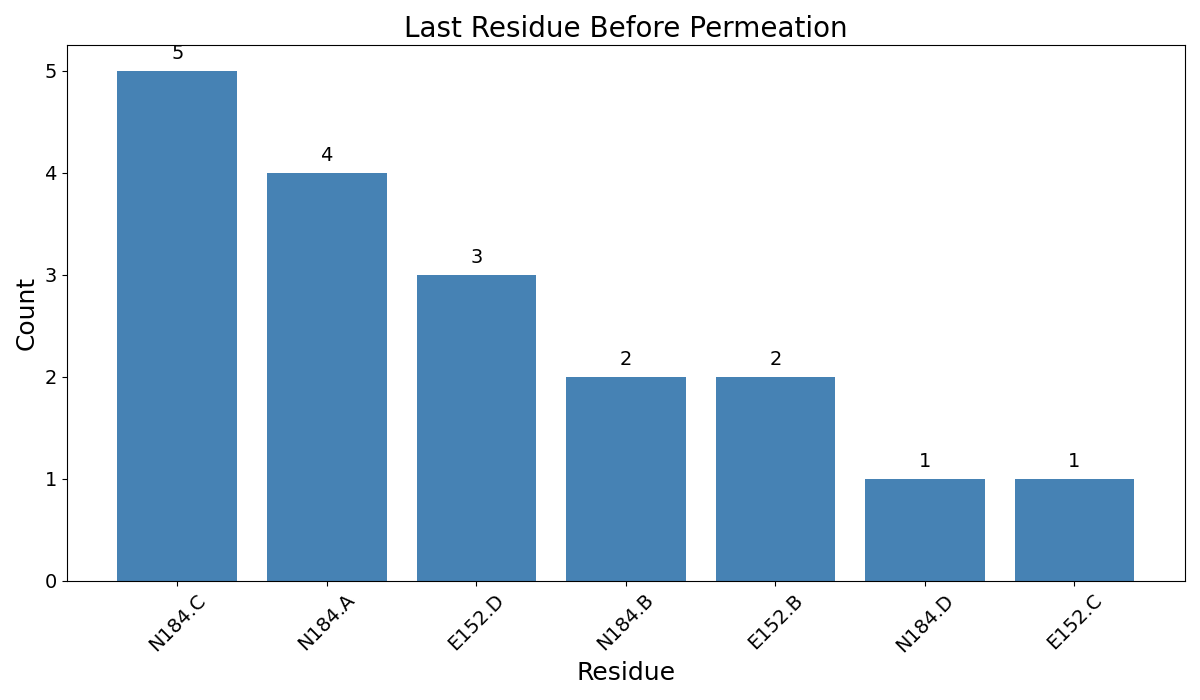 Last Residue Before Permeation
5
4
3
2
2
1
1
5
4
3
2
1
0
Count
N184.C
N184.A
E152.D
N184.B
E152.B
N184.D
E152.C
Residue